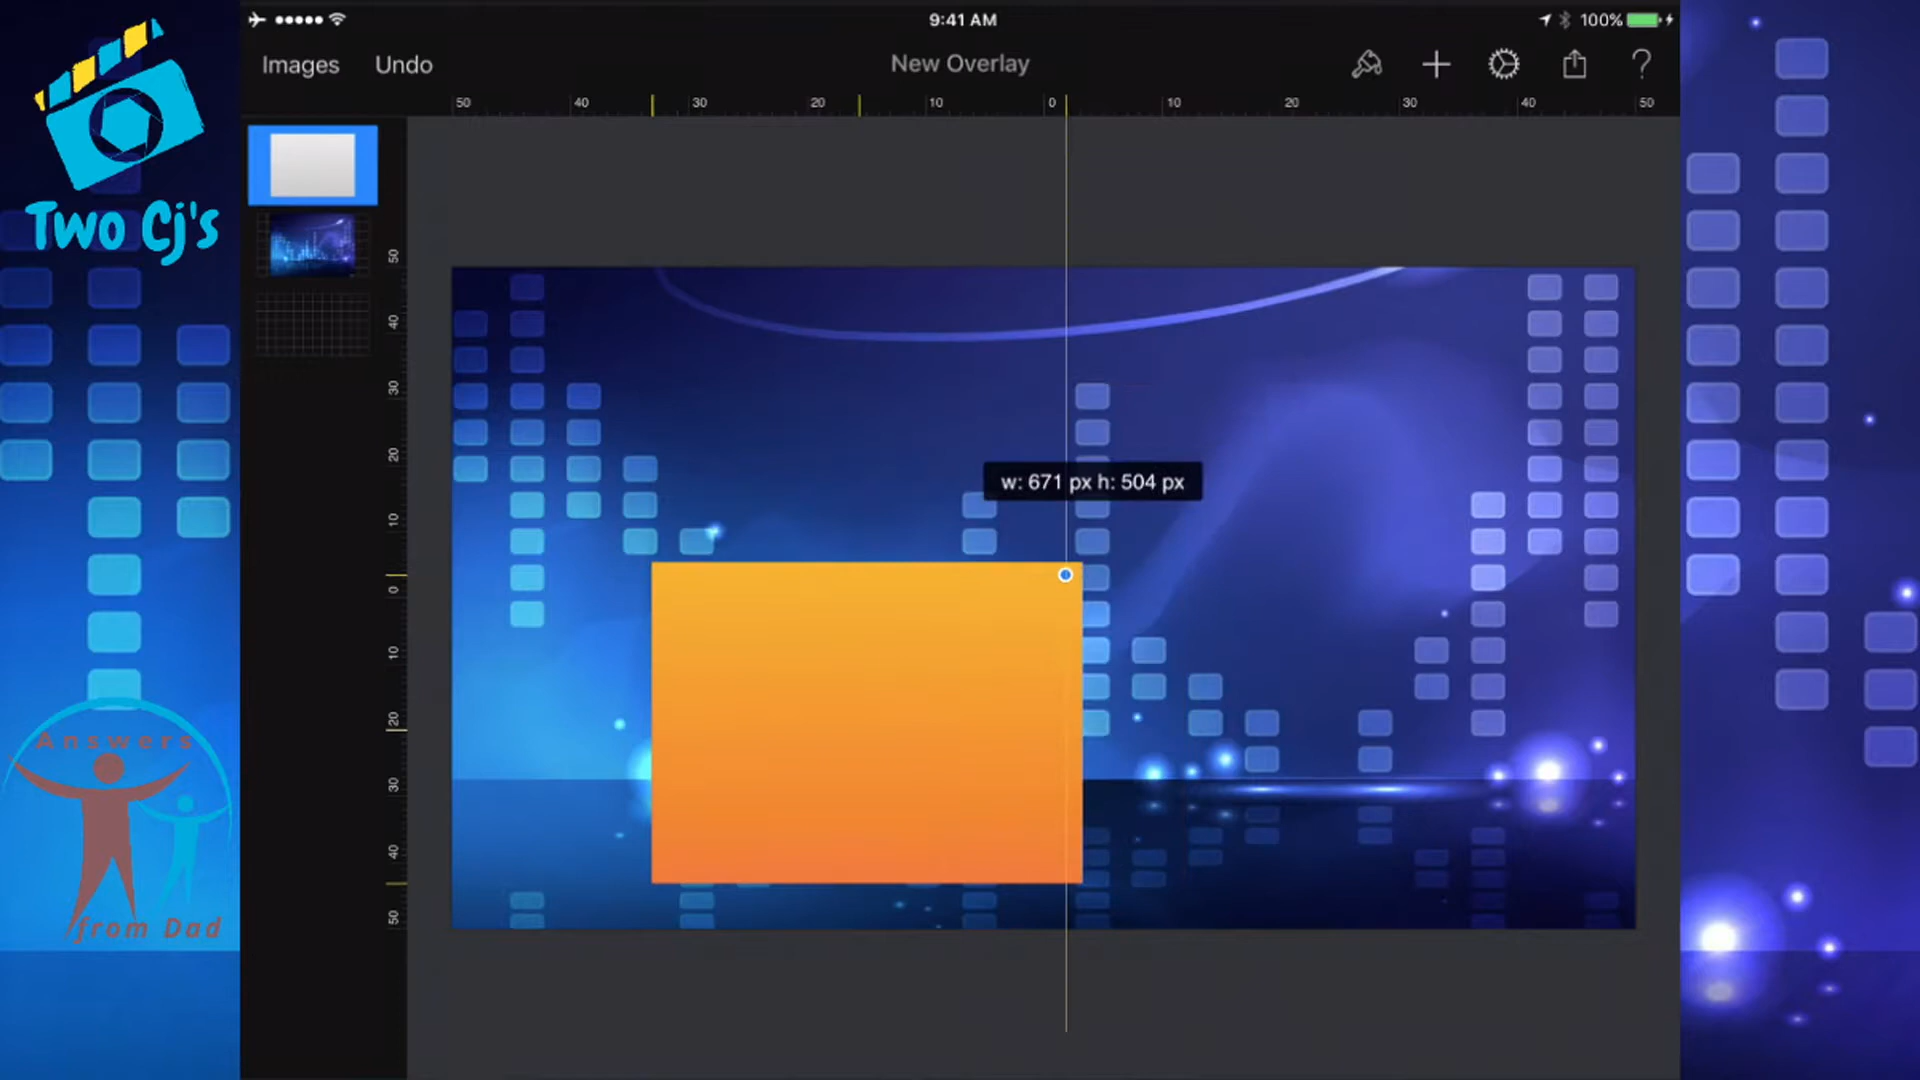 Two Cj's
Answers
from Dad
9:41 AM
100%
Images
Undo
New Overlay
50 40 30 20 10 0 10 20 30 40 50
50
40
30
20
10
0
10
20
30
40
50
w: 671 px h: 504 px